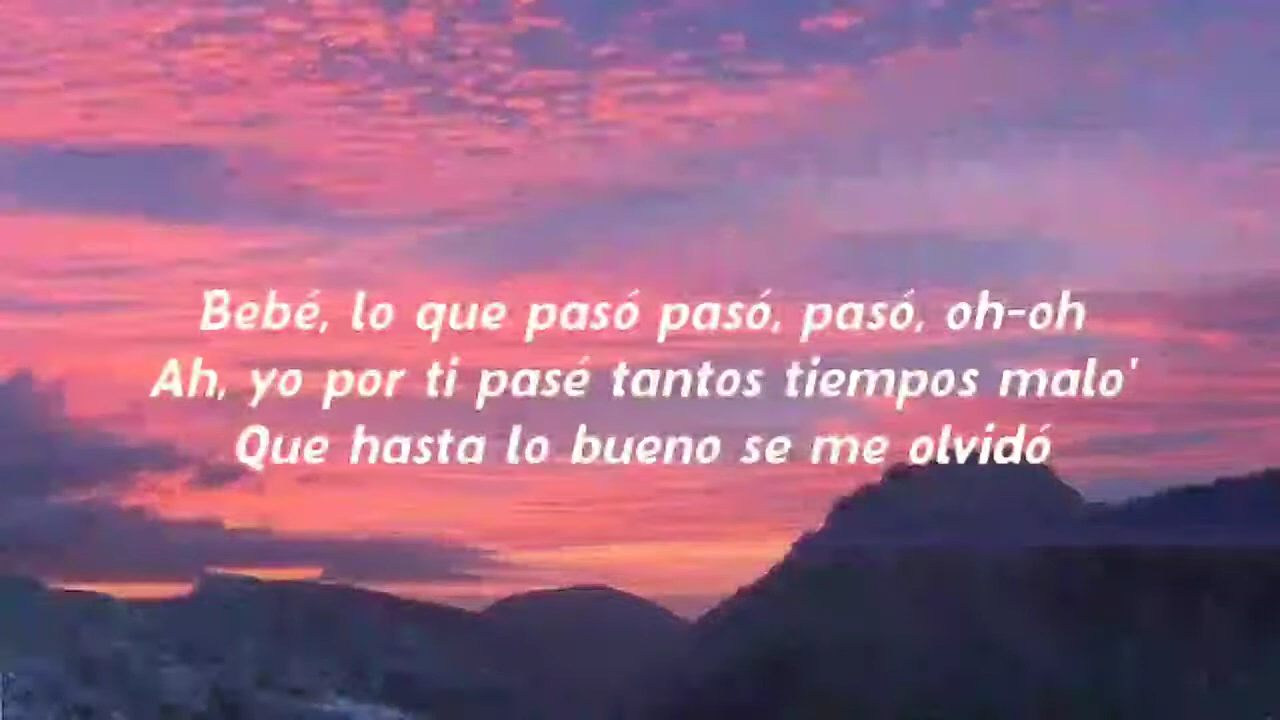 Bebé, lo que pasó pasó, pasó, oh-oh
Ah, yo por ti pasé tantos tiempos malo'
Que hasta lo bueno se me olvidó